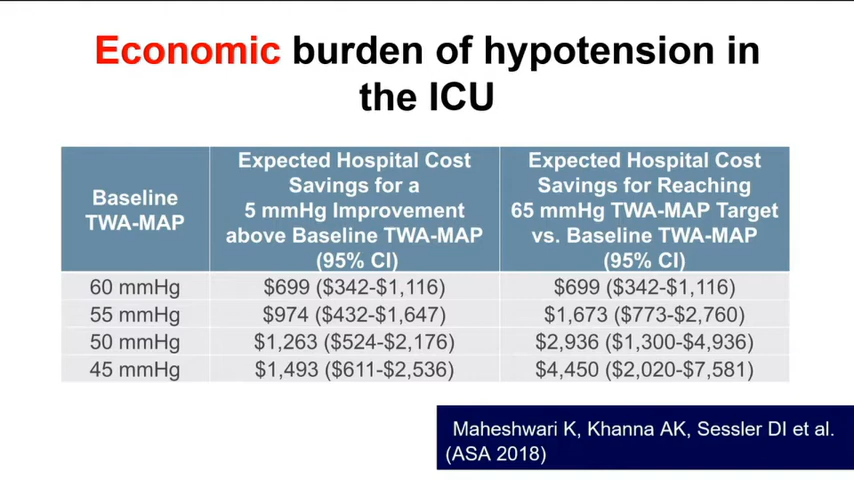 Economic burden of hypotension in
the ICU
Baseline
TWA-MAP
Expected Hospital Cost
Savings for a
5 mmHg Improvement
above Baseline TWA-MAP
(95% CI)
Expected Hospital Cost
Savings for Reaching
65 mmHg TWA-MAP Target
vs. Baseline TWA-MAP
(95% CI)
60 mmHg $699 ($342-$1,116) $699 ($342-$1,116)
55 mmHg $974 ($432-$1,647) $1,673 ($773-$2,760)
50 mmHg $1,263 ($524-$2,176) $2,936 ($1,300-$4,936)
45 mmHg $1,493 ($611-$2,536) $4,450 ($2,020-$7,581)
Maheshwari K, Khanna AK, Sessler DI et al.
(ASA 2018)